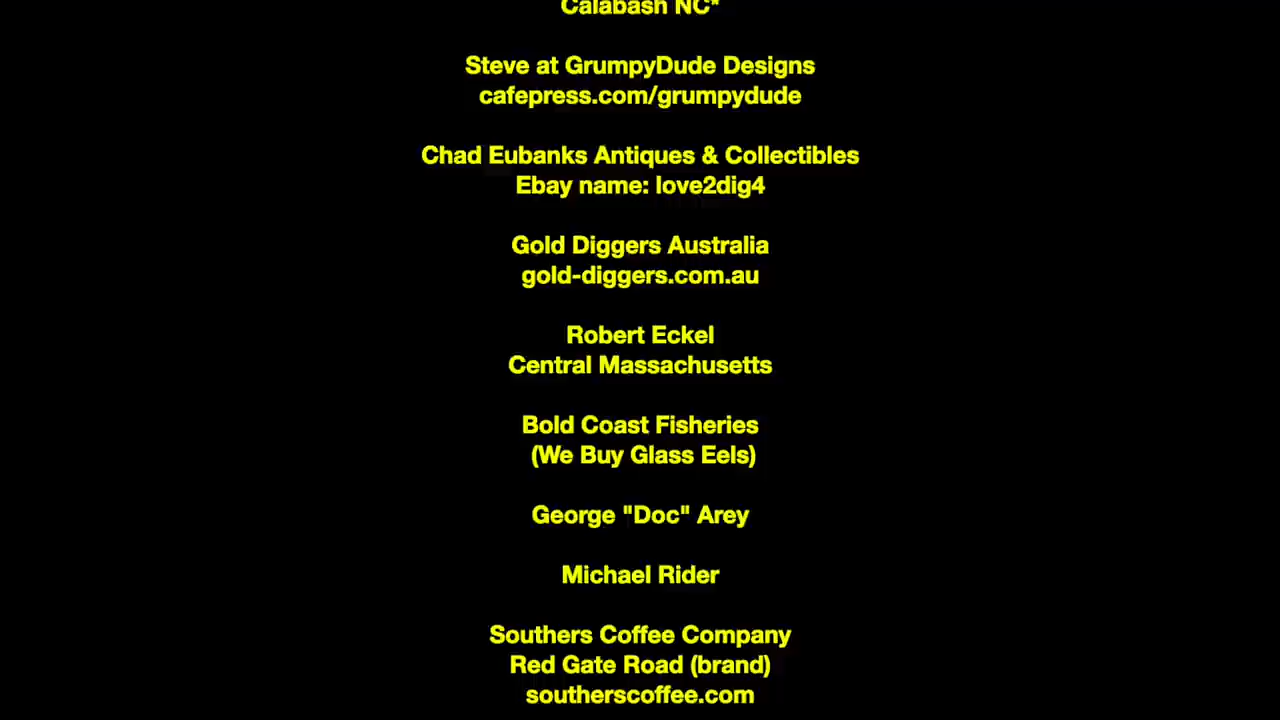 Calabash NC*
Steve at GrumpyDude Designs
cafepress.com/grumpydude
Chad Eubanks Antiques & Collectibles
Ebay name: love2dig4
Gold Diggers Australia
gold-diggers.com.au
Robert Eckel
Central Massachusetts
Bold Coast Fisheries
(We Buy Glass Eels)
George "Doc" Arey
Michael Rider
Southers Coffee Company
Red Gate Road (brand)
southerscoffee.com